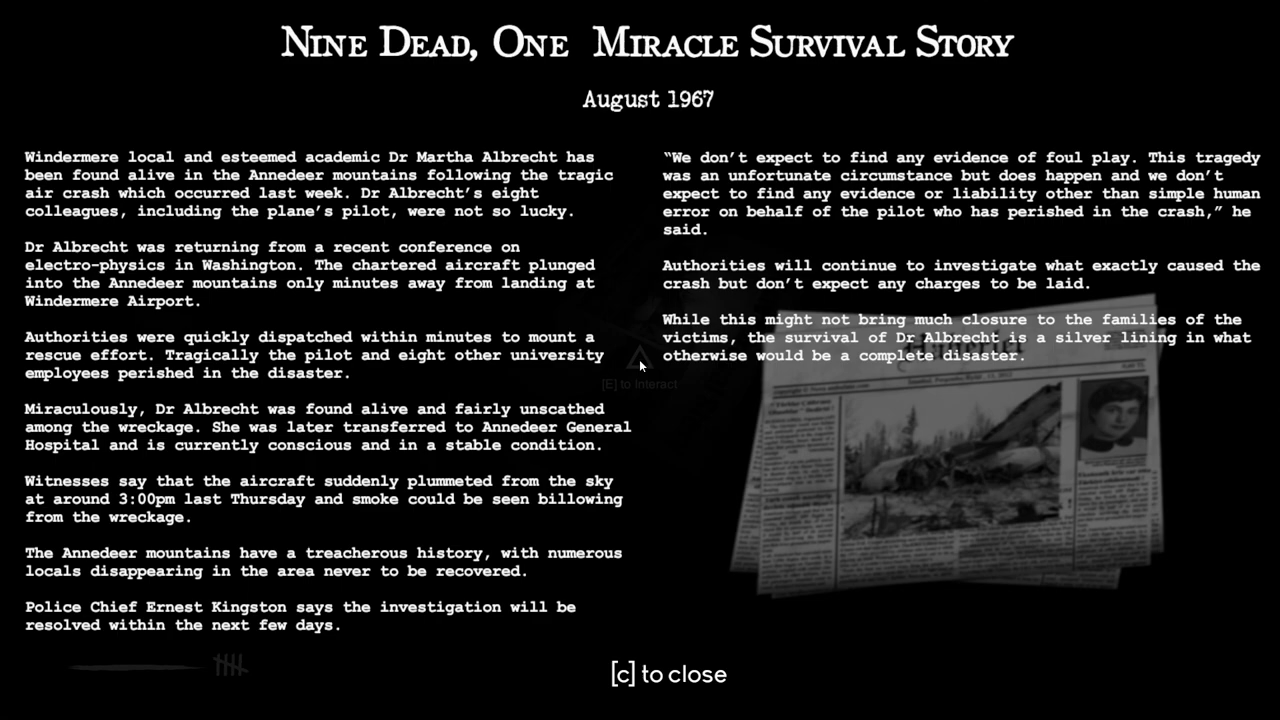 Nine Dead, One Miracle Survival Story
August 1967
Windermere local and esteemed academic Dr Martha Albrecht has
been found alive in the Annedeer mountains following the tragic
air crash which occurred last week. Dr Albrecht's eight
colleagues, including the plane's pilot, were not so lucky.
Dr Albrecht was returning from a recent conference on
electro-physics in Washington. The chartered aircraft plunged
into the Annedeer mountains only minutes away from landing at
Windermere Airport.
Authorities were quickly dispatched within minutes to mount a
rescue effort. Tragically the pilot and eight other university
employees perished in the disaster.
Miraculously, Dr Albrecht was found alive and fairly unscathed
among the wreckage. She was later transferred to Annedeer General
Hospital and is currently conscious and in a stable condition.
Witnesses say that the aircraft suddenly plummeted from the sky
at around 3:00pm last Thursday and smoke could be seen billowing
from the wreckage.
The Annedeer mountains have a treacherous history, with numerous
locals disappearing in the area never to be recovered.
Police Chief Ernest Kingston says the investigation will be
resolved within the next few days.
“We don't expect to find any evidence of foul play. This tragedy
was an unfortunate circumstance but does happen and we don't
expect to find any evidence or liability other than simple human
error on behalf of the pilot who has perished in the crash,” he
said.
Authorities will continue to investigate what exactly caused the
crash but don't expect any charges to be laid.
While this might not bring much closure to the families of the
victims, the survival of Dr Albrecht is a silver lining in what
otherwise would be a complete disaster.
[E] to Interact
[c] to close